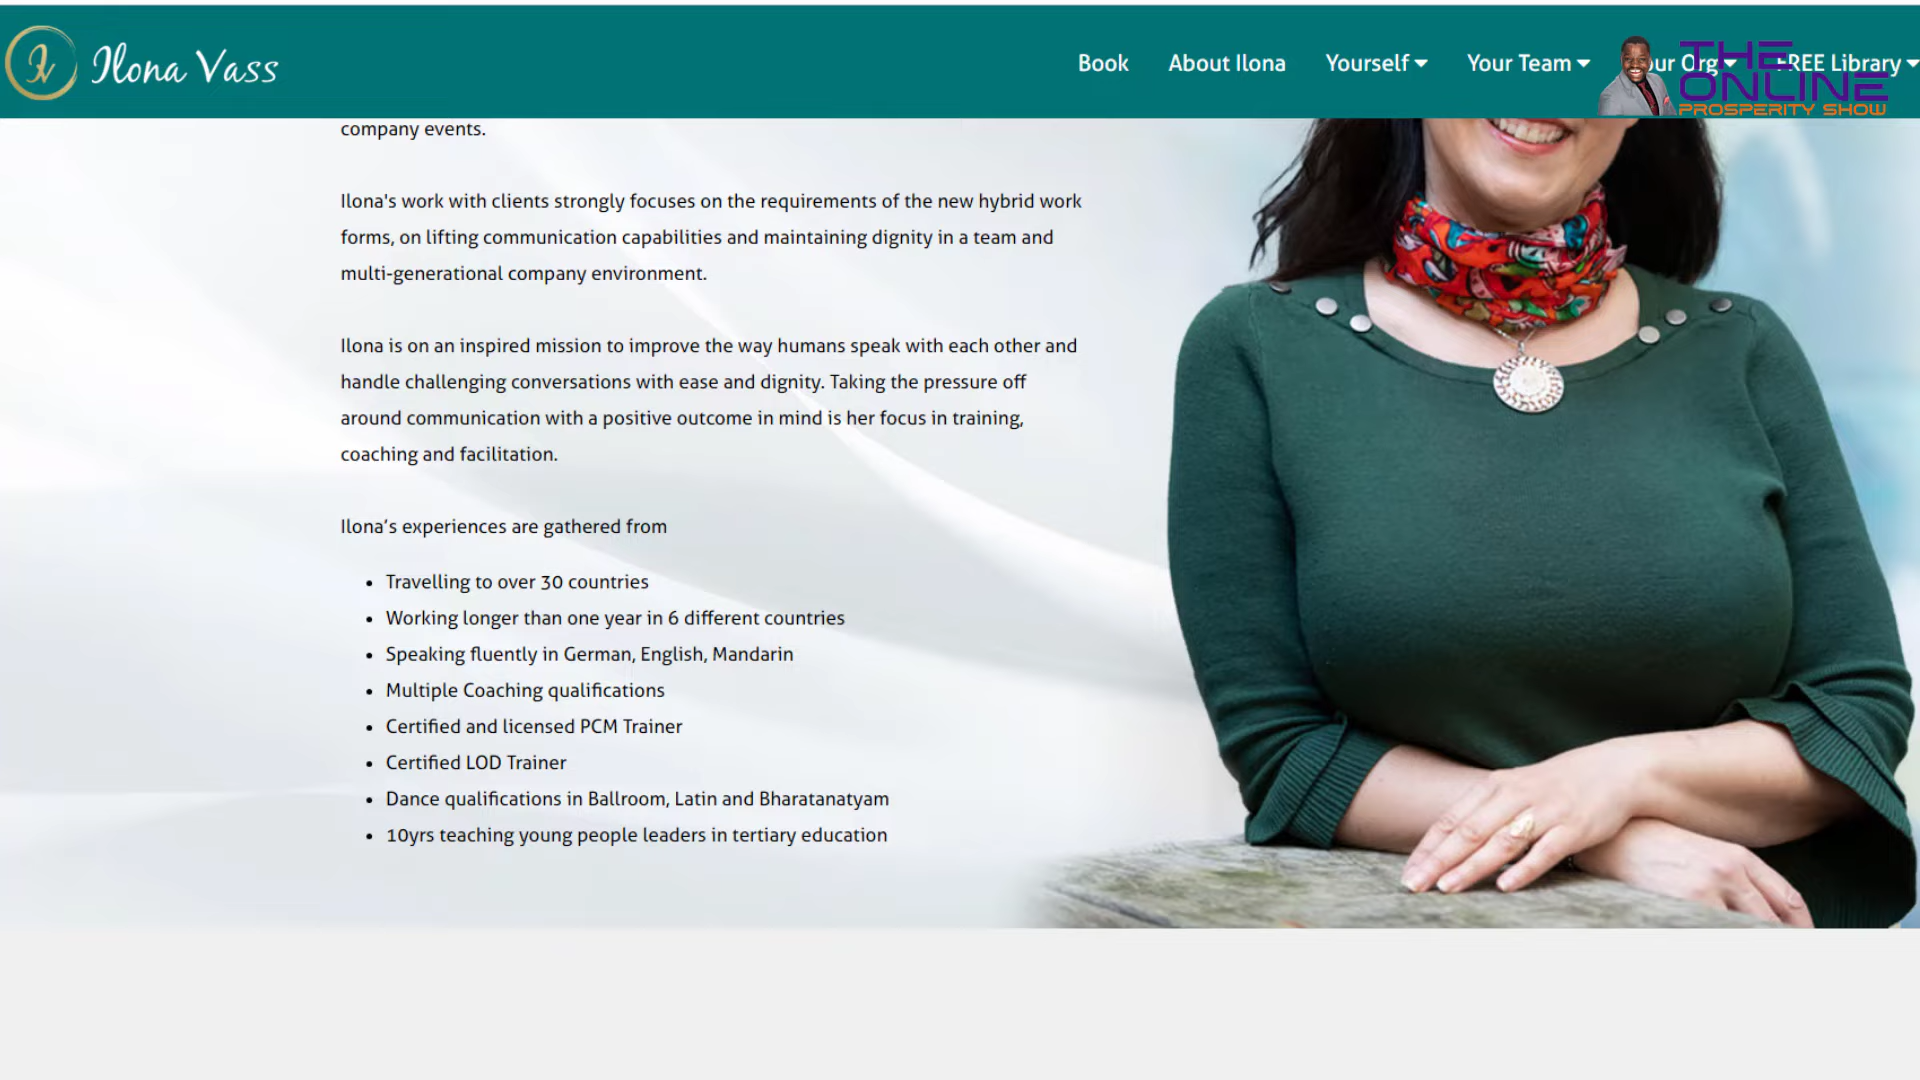 Ilona Vass
Book
About Ilona
Yourself
Your Team
our Org
FREE Library
THE
ONLINE
PROSPERITY SHOW
company events.
Ilona's work with clients strongly focuses on the requirements of the new hybrid work
forms, on lifting communication capabilities and maintaining dignity in a team and
multi-generational company environment.
Ilona is on an inspired mission to improve the way humans speak with each other and
handle challenging conversations with ease and dignity. Taking the pressure off
around communication with a positive outcome in mind is her focus in training,
coaching and facilitation.
Ilona’s experiences are gathered from
• Travelling to over 30 countries
• Working longer than one year in 6 different countries
• Speaking fluently in German, English, Mandarin
• Multiple Coaching qualifications
• Certified and licensed PCM Trainer
• Certified LOD Trainer
• Dance qualifications in Ballroom, Latin and Bharatanatyam
• 10yrs teaching young people leaders in tertiary education